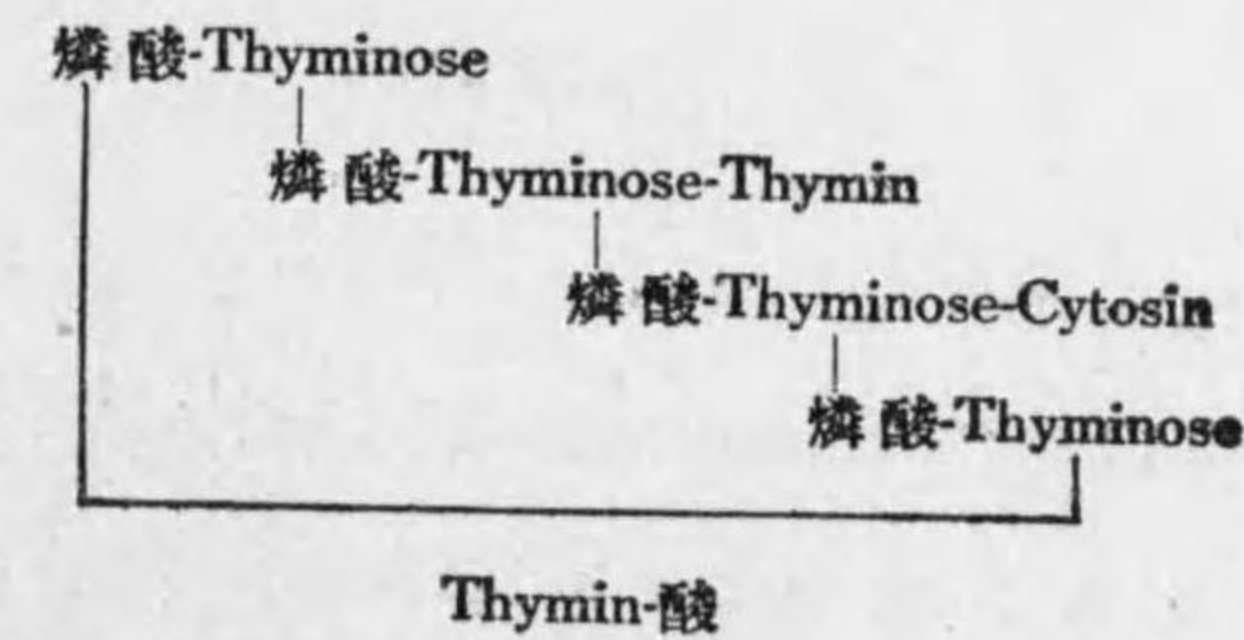 燐酸-Thyminose
燐酸-Thyminose-Thymin
燐酸-Thyminose-Cytosin
燐酸-Thyminose
Thymin-酸